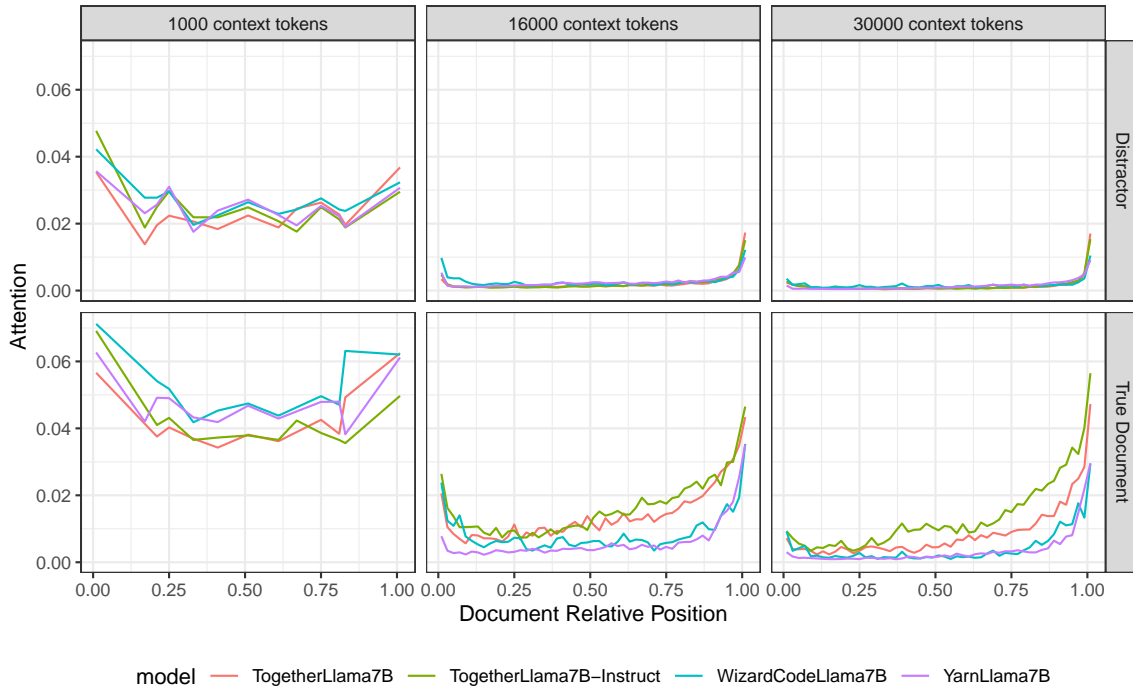 1000 context tokens 16000 context tokens 30000 context tokens
0.06
0.04
0.02
0.00
Distractor
Attention
0.06
0.04
0.02
0.00
True Document
0.00 0.25 0.50 0.75 1.00 0.00 0.25 0.50 0.75 1.00 0.00 0.25 0.50 0.75 1.00
Document Relative Position
model TogetherLlama7B TogetherLlama7B−Instruct WizardCodeLlama7B YarnLlama7B